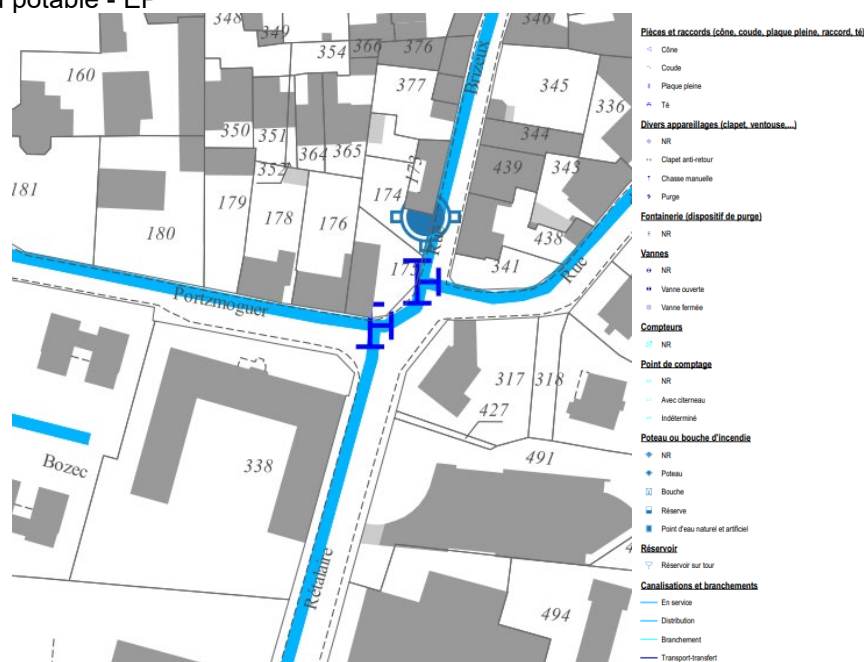 potable - EP
348
349
354
366
376
346
160
377
345
336
350
351
344
352
364
365
173
439
343
181
179
178
176
174
180
438
175
341
Rue
Brizeux
Rue
Portzmoguer
317
318
427
Bozec
338
491
Rétalaire
494
Pièces et raccords (cône, coude, plaque pleine, raccord, té)
Cône
Coude
Plaque pleine
Té
Divers appareillages (clapet, ventouse,...)
NR
Clapet anti-retour
Chasse manuelle
Purge
Fontainerie (dispositif de purge)
NR
Vannes
NR
Vanne ouverte
Vanne fermée
Compteurs
NR
Point de comptage
NR
Avec citerneau
Indéterminé
Poteau ou bouche d'incendie
NR
Poteau
Bouche
Réserve
Point d'eau naturel et artificiel
Réservoir
Réservoir sur tour
Canalisations et branchements
En service
Distribution
Branchement
Transport-transfert